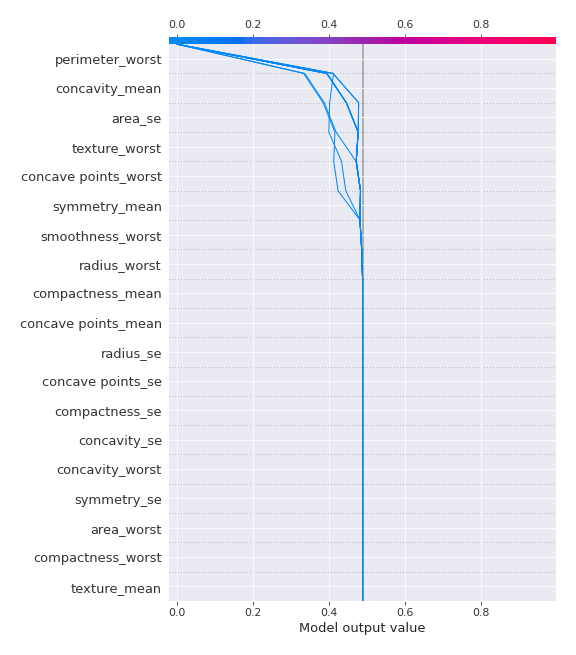 0.0 0.2 0.4 0.6 0.8
perimeter_worst
concavity_mean
area_se
texture_worst
concave points_worst
symmetry_mean
smoothness_worst
radius_worst
compactness_mean
concave points_mean
radius_se
concave points_se
compactness_se
concavity_se
concavity_worst
symmetry_se
area_worst
compactness_worst
texture_mean
0.0 0.2 0.4 0.6 0.8
Model output value